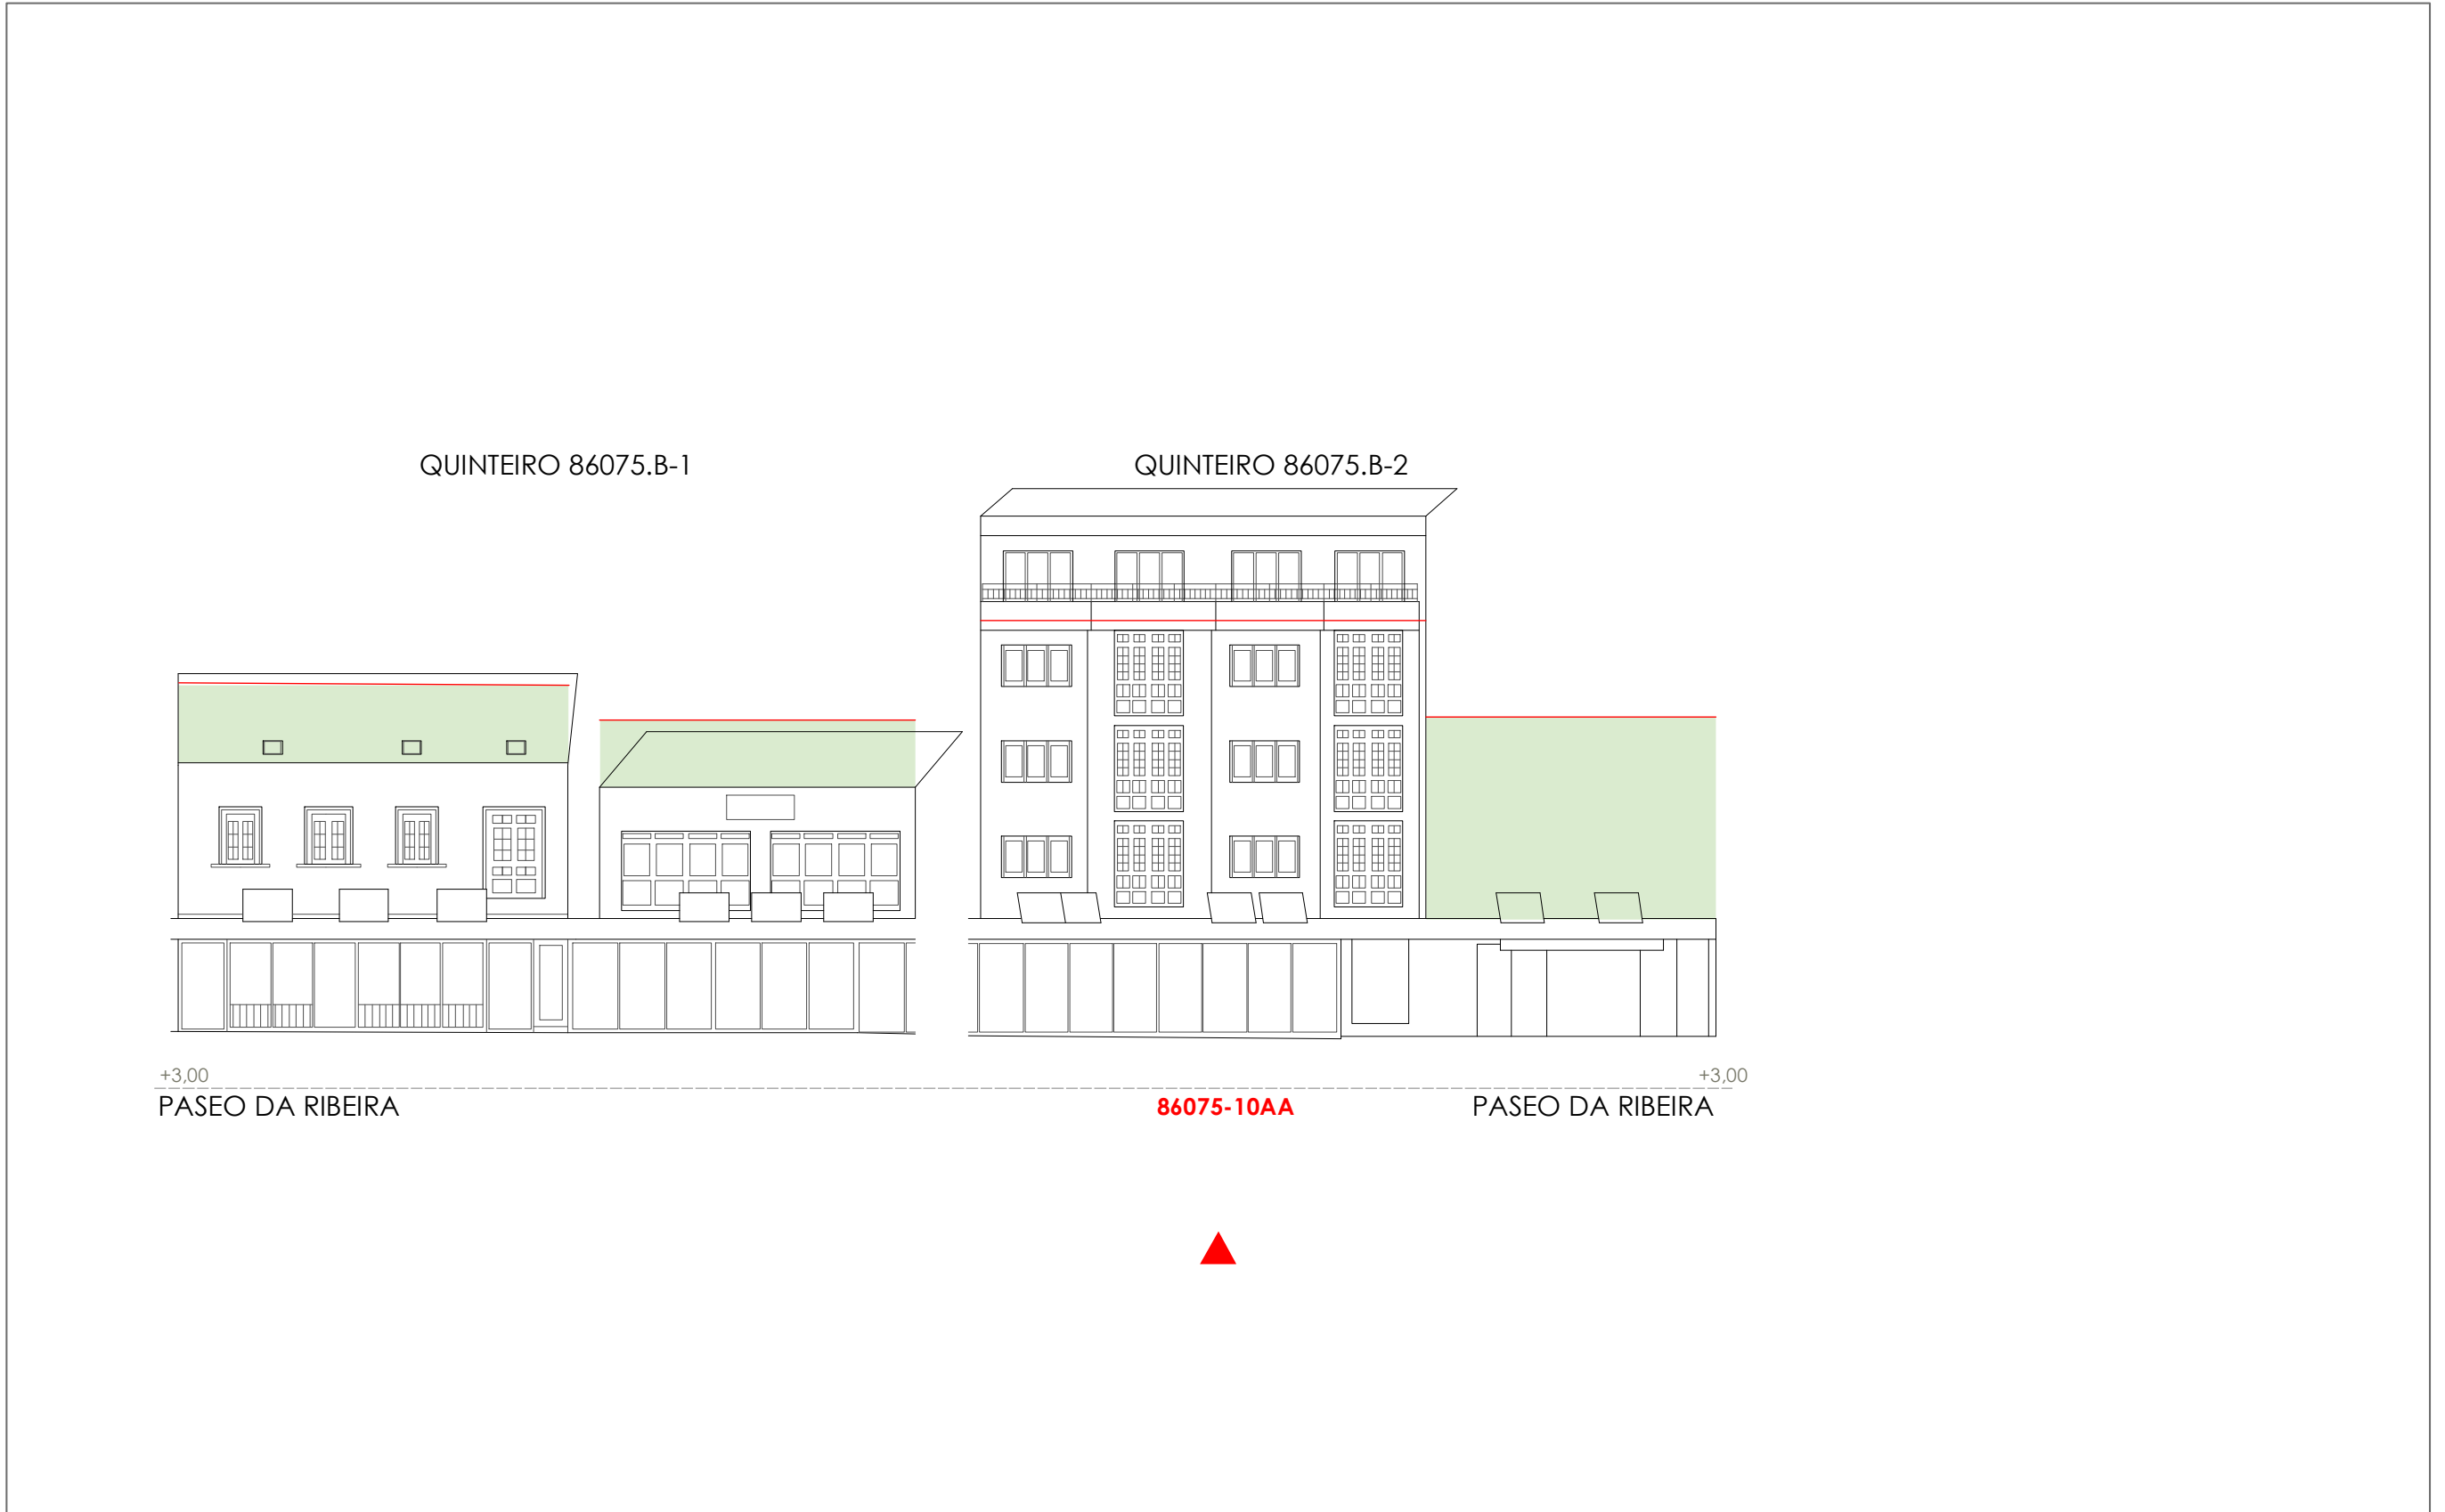 QUINTEIRO 86075.B-1
QUINTEIRO 86075.B-2
+3,00
+3,00
PASEO DA RIBEIRA
86075-10AA
PASEO DA RIBEIRA